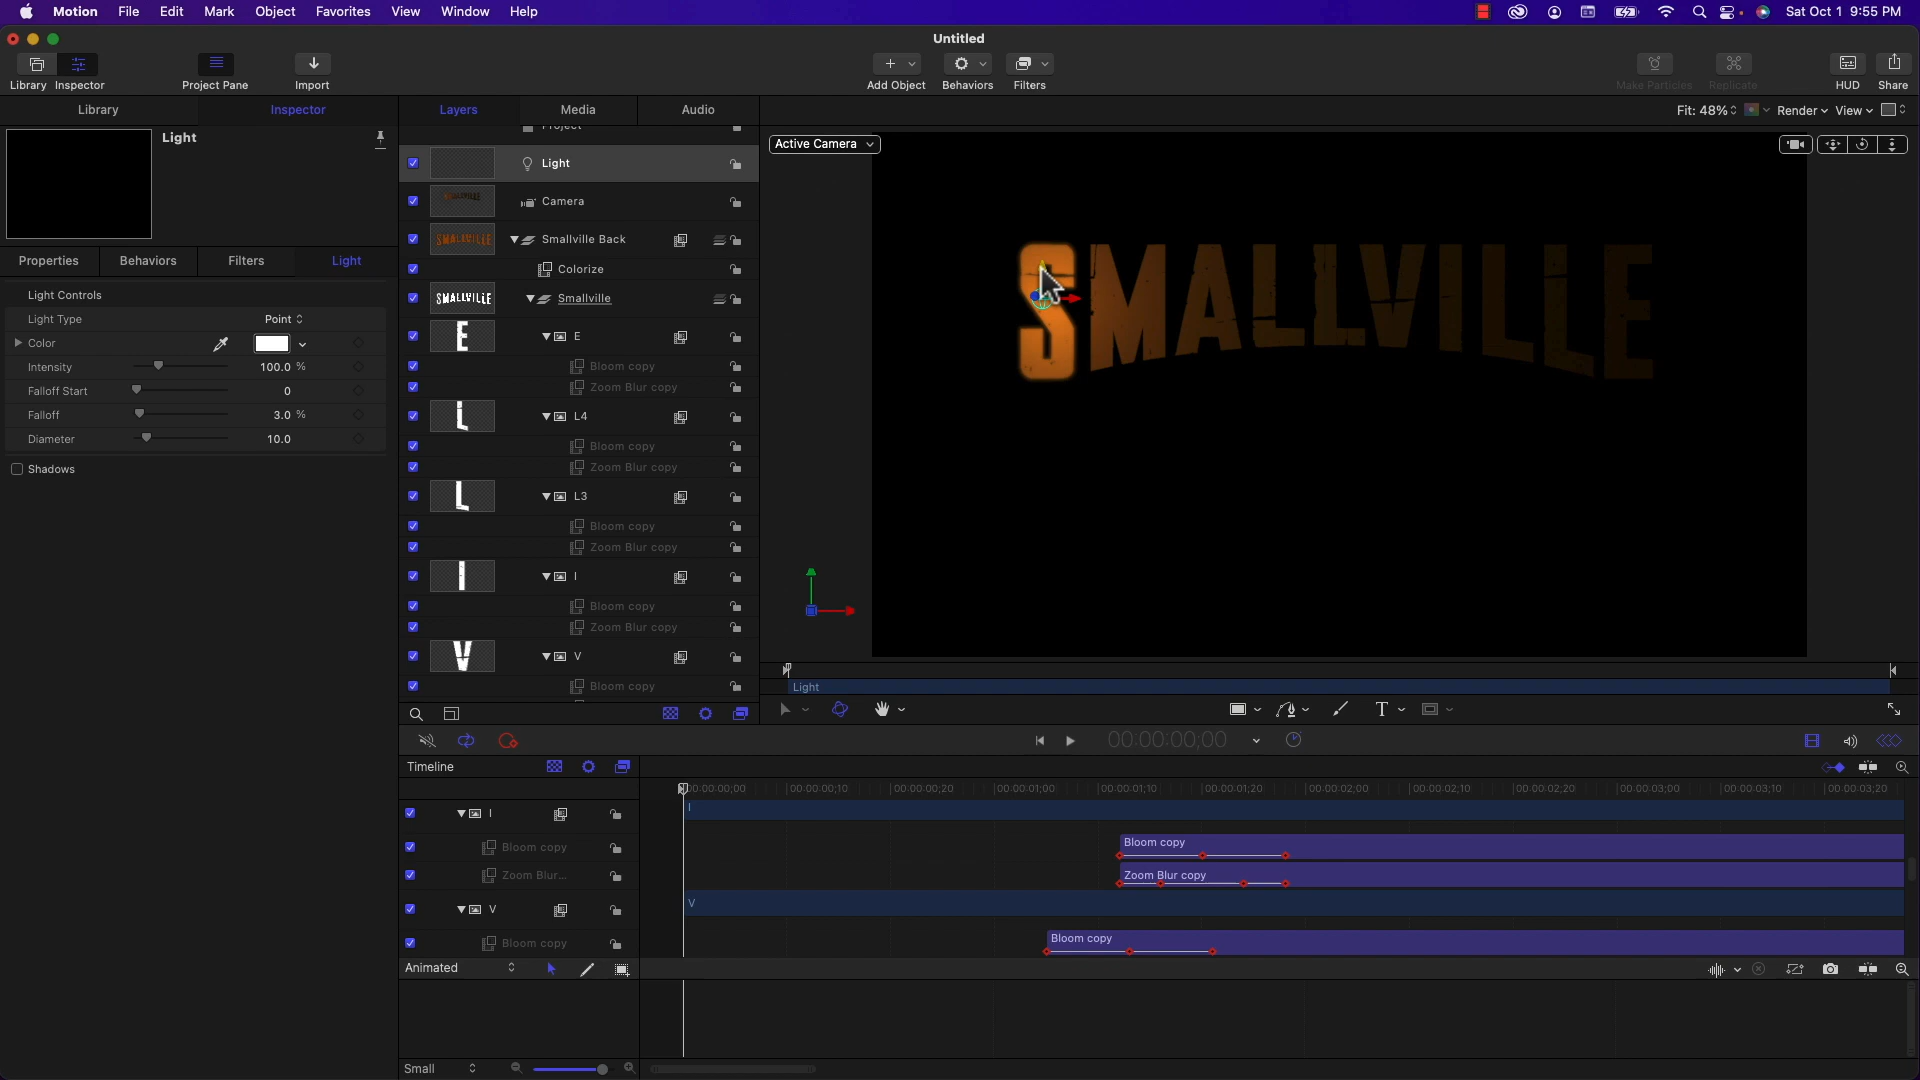 Motion File Edit Mark Object Favorites View Window Help
Sat Oct 1 9:55 PM
Untitled
Library Inspector Project Pane Import
Add Object Behaviors Filters
Make Particles Replicate HUD Share
Library Inspector
Layers Media Audio
Fit: 48% Render View
Light
Active Camera
Project
Light
Camera
Smallville Back
Colorize
Smallville
E
Bloom copy
Zoom Blur copy
L4
Bloom copy
Zoom Blur copy
L3
Bloom copy
Zoom Blur copy
I
Bloom copy
Zoom Blur copy
V
Bloom copy
Properties Behaviors Filters Light
Light Controls
Light Type Point
Color
Intensity 100.0 %
Falloff Start 0
Falloff 3.0 %
Diameter 10.0
Shadows
SMALLVILLE
SMALLVILLE
SMALLVILLE
SMALLVILLE
E
L
L
I
V
Light
T
00:00:00;00
Timeline
00:00:00;00 00:00:00;10 00:00:00;20 00:00:01;00 00:00:01;10 00:00:01;20 00:00:02;00 00:00:02;10 00:00:02;20 00:00:03;00 00:00:03;10 00:00:03;20
I
I
Bloom copy
Bloom copy
Zoom Blur...
Zoom Blur copy
V
V
Bloom copy
Bloom copy
Animated
Small